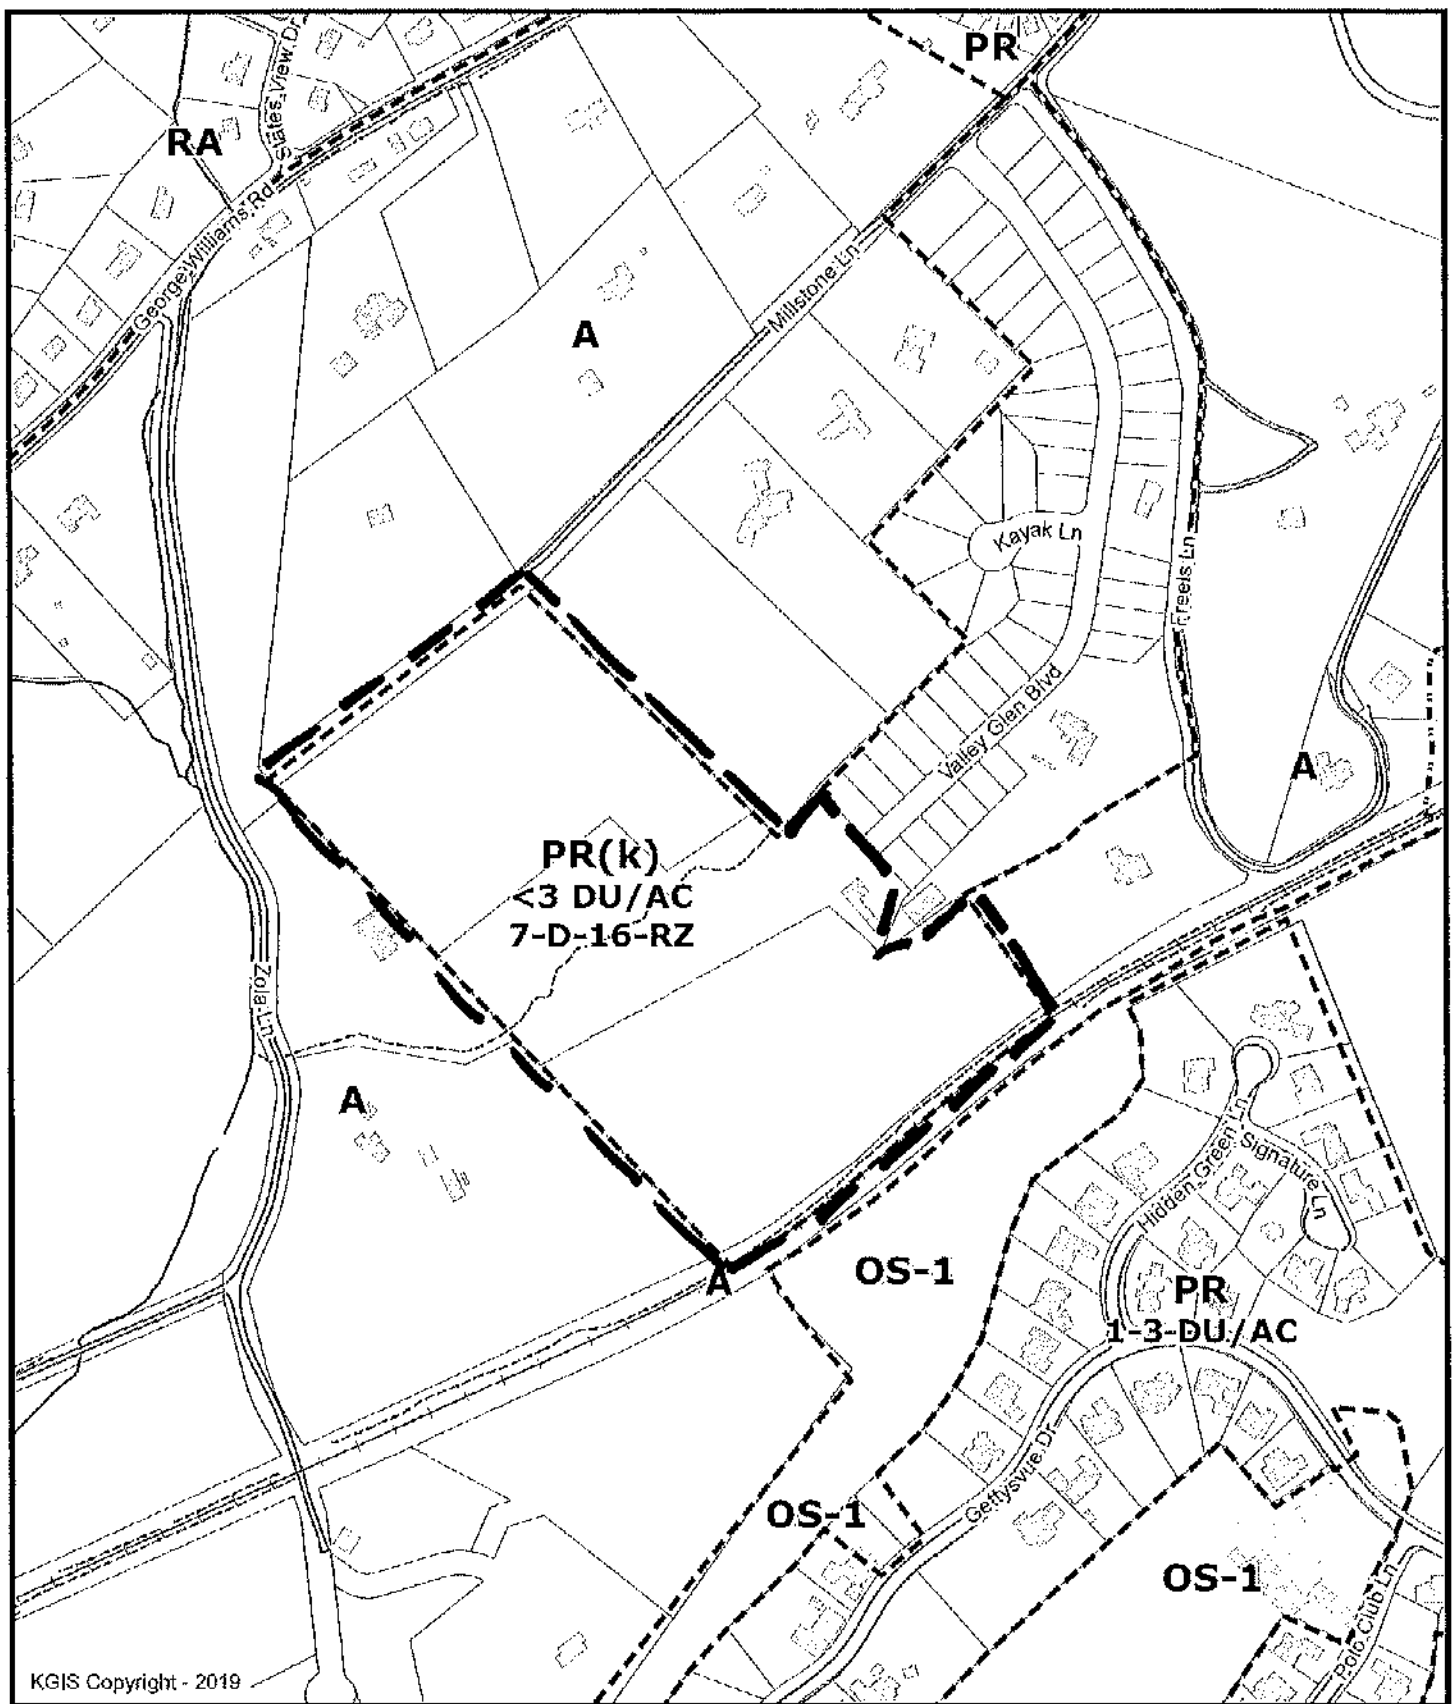 PR
States View Dr
RA
George Williams Rd
Millstone Ln
A
Kayak Ln
Freels Ln
Valley Glen Blvd
A
PR(k)
<3 DU/AC
7-D-16-RZ
Zola Ln
A
Hidden Green Ln
Signature Ln
A
OS-1
PR
1-3-DU/AC
Gettysvue Dr
OS-1
OS-1
Polo Club Ln
KGIS Copyright - 2019